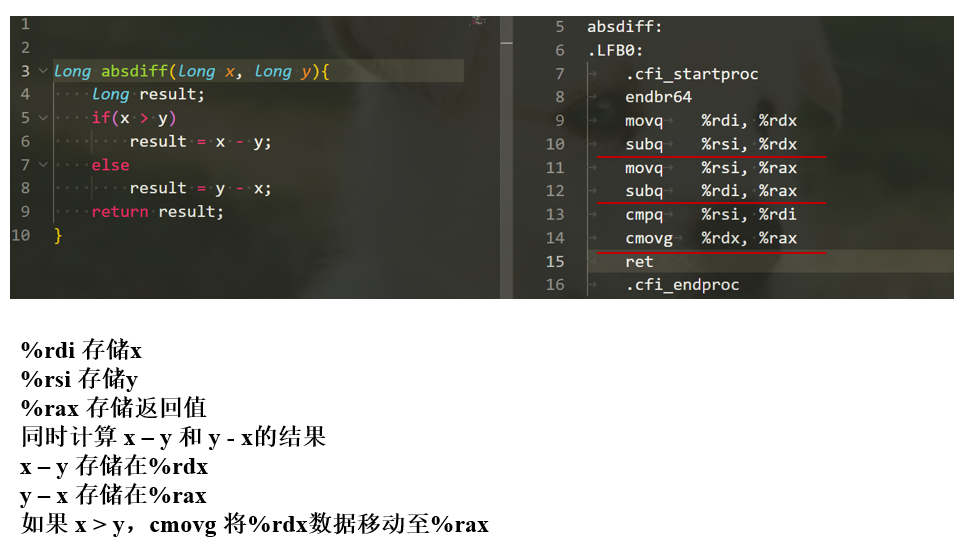 1
2
3 long absdiff(long x, long y){
4 long result;
5 if(x > y)
6 result = x - y;
7 else
8 result = y - x;
9 return result;
10 }
5 absdiff:
6 .LFB0:
7 .cfi_startproc
8 endbr64
9 movq %rdi, %rdx
10 subq %rsi, %rdx
11 movq %rsi, %rax
12 subq %rdi, %rax
13 cmpq %rsi, %rdi
14 cmovg %rdx, %rax
15 ret
16 .cfi_endproc
%rdi 存储x
%rsi 存储y
%rax 存储返回值
同时计算 x – y 和 y - x的结果
x – y 存储在%rdx
y – x 存储在%rax
如果 x > y，cmovg 将%rdx数据移动至%rax